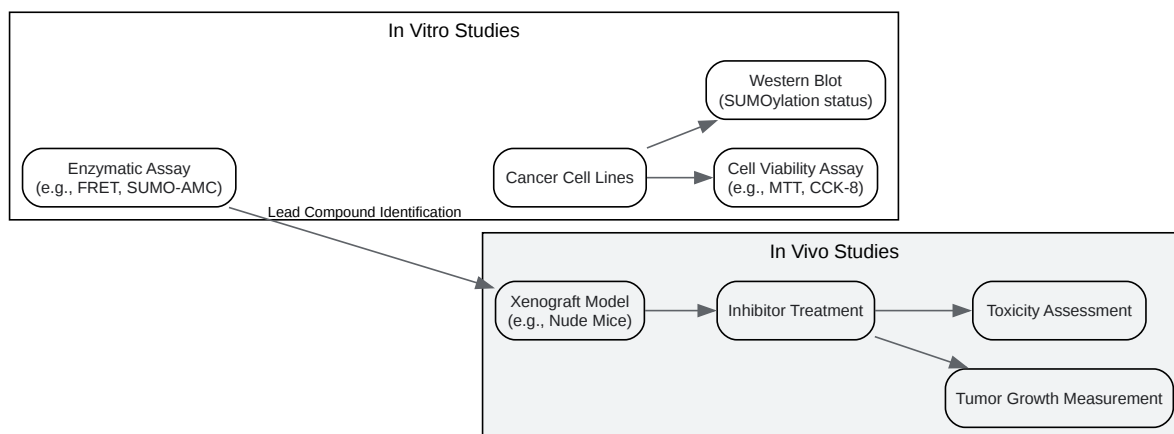 In Vitro Studies
Western Blot
(SUMOylation status)
Enzymatic Assay
(e.g., FRET, SUMO-AMC)
Cancer Cell Lines
Cell Viability Assay
(e.g., MTT, CCK-8)
Lead Compound Identification
In Vivo Studies
Xenograft Model
(e.g., Nude Mice)
Inhibitor Treatment
Toxicity Assessment
Tumor Growth Measurement